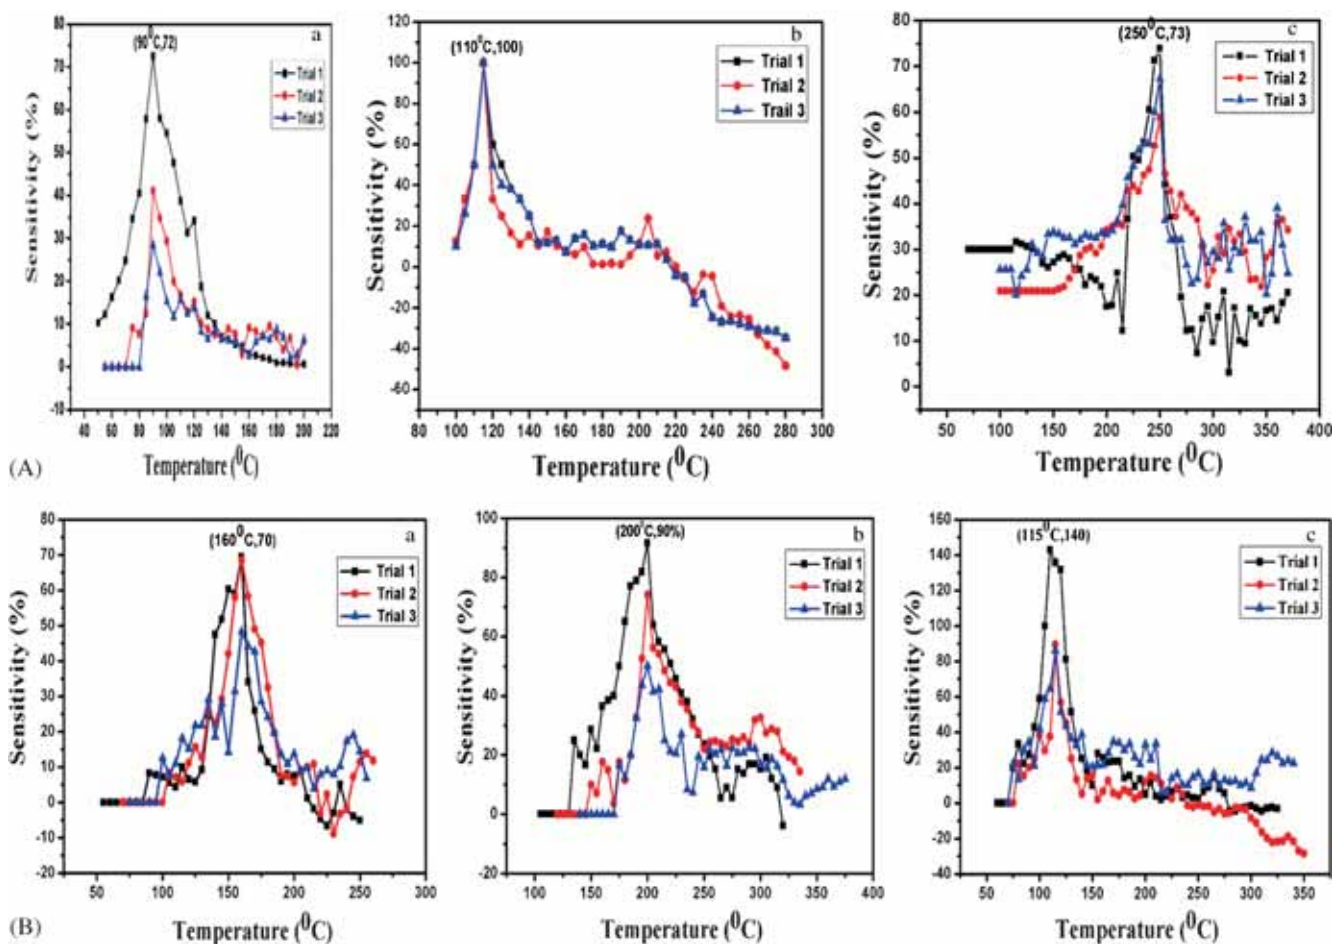 a
(90⁰C,72)
Trial 1
Trial 2
Trial 3
Sensitivity (%)
80
70
60
50
40
30
20
10
0
-10
40 60 80 100 120 140 160 180 200 220
Temperature (⁰C)
b
(110⁰C,100)
Trial 1
Trial 2
Trail 3
Sensitivity (%)
120
100
80
60
40
20
0
-20
-40
-60
100 120 140 160 180 200 220 240 260 280 300
Temperature (⁰C)
c
(250⁰C,73)
Trial 1
Trial 2
Trial 3
Sensitivity (%)
80
70
60
50
40
30
20
10
0
100 150 200 250 300 350 400
Temperature (⁰C)
(A)
a
(160⁰C,70)
Trial 1
Trial 2
Trial 3
Sensitivity (%)
80
70
60
50
40
30
20
10
0
-10
-20
50 100 150 200 250 300
Temperature (⁰C)
b
(200⁰C,90%)
Trial 1
Trial 2
Trial 3
Sensitivity (%)
100
80
60
40
20
0
-20
100 150 200 250 300 350 400
Temperature (⁰C)
c
(115⁰C,140)
Trial 1
Trial 2
Trial 3
Sensitivity (%)
160
140
120
100
80
60
40
20
0
-20
-40
50 100 150 200 250 300 350
Temperature (⁰C)
(B)